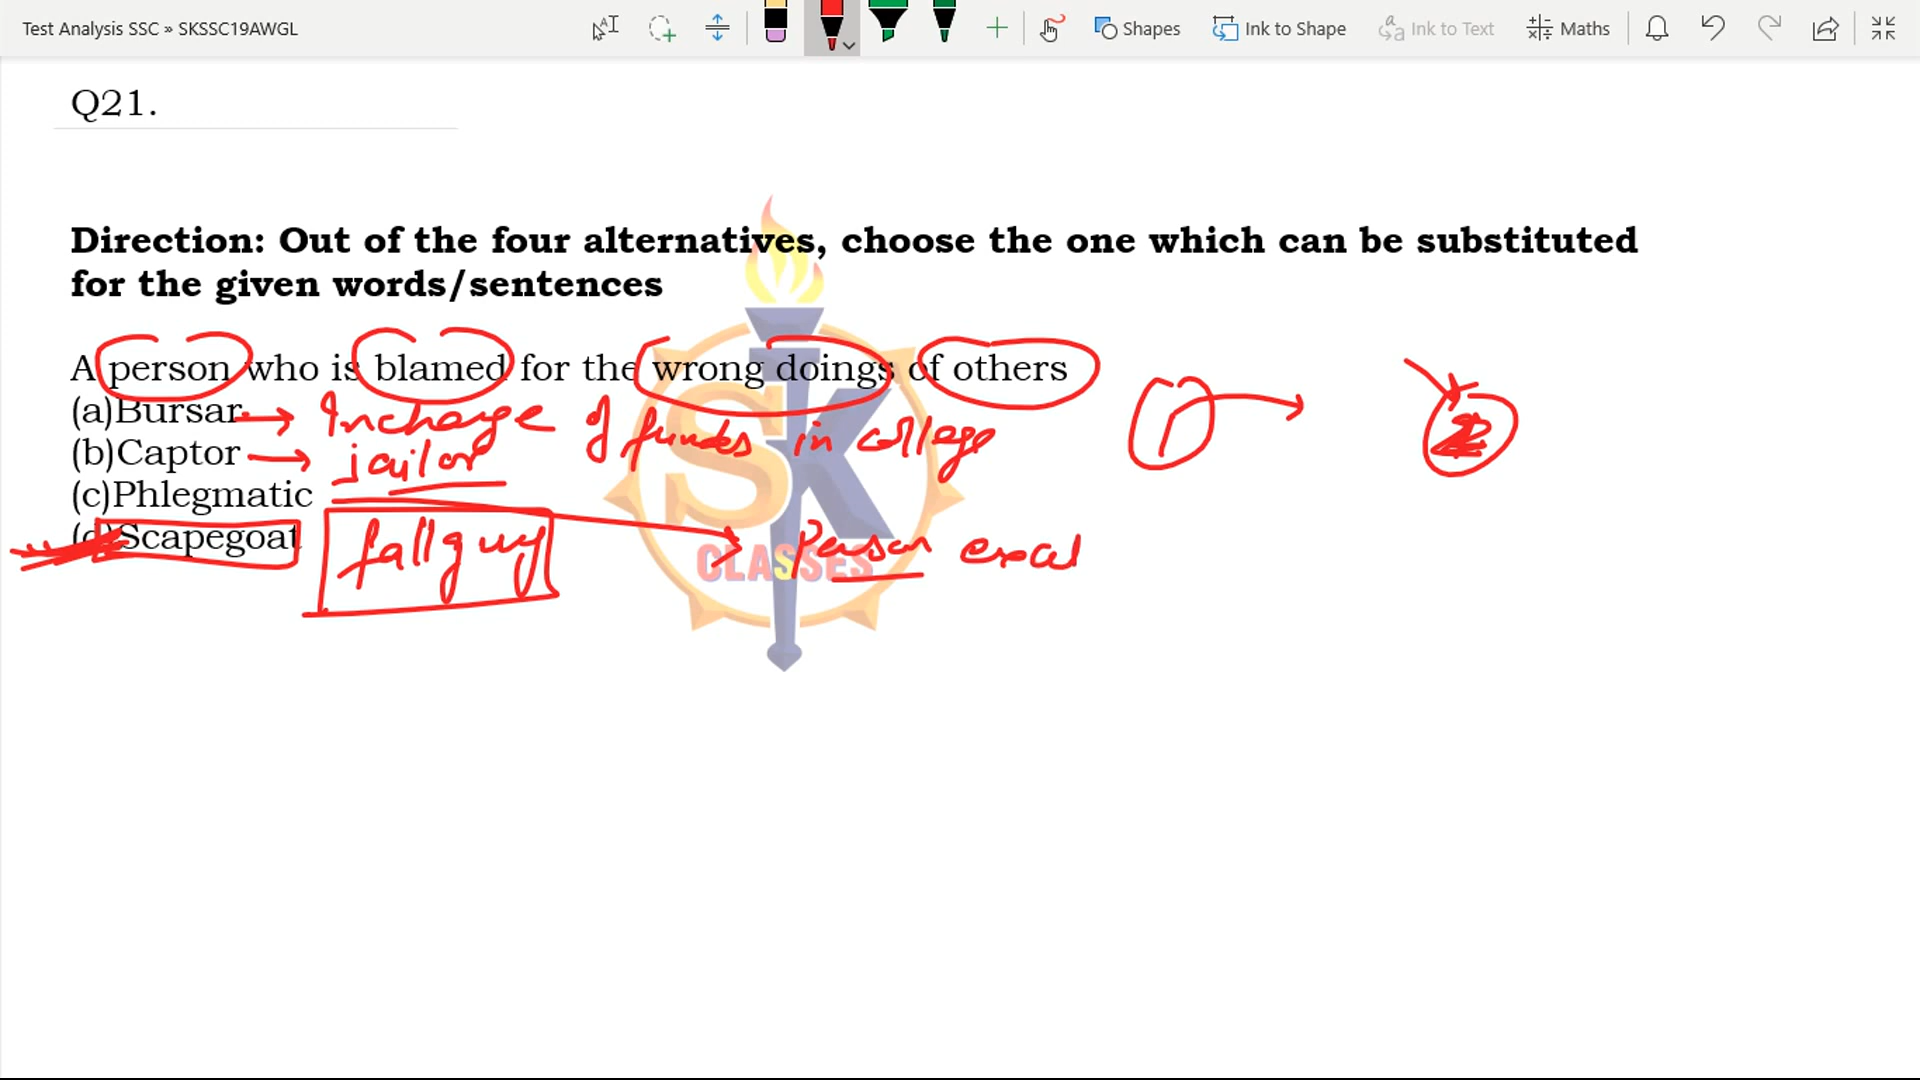 Test Analysis SSC » SKSSC19AWGL
Shapes
Ink to Shape
Ink to Text
Maths
Q21.
Direction: Out of the four alternatives, choose the one which can be substituted
for the given words/sentences
A person who is blamed for the wrong doings of others
(a)Bursar → Incharge of funds in college
(b)Captor → jailor
(c)Phlegmatic
(d)Scapegoat fallguy Person
SK
CLASSES